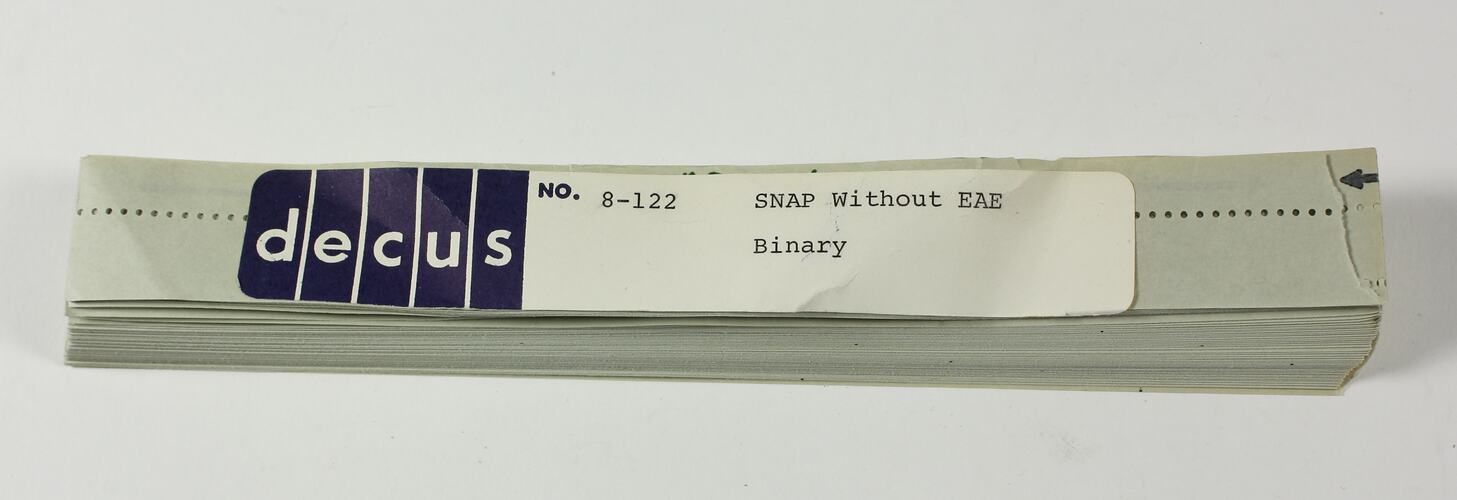 decus NO. 8-122 SNAP Without EAE
Binary